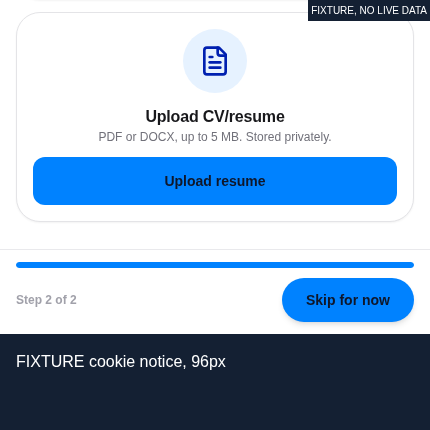 FIXTURE, NO LIVE DATA
Upload CV/resume
PDF or DOCX, up to 5 MB. Stored privately.
Upload resume
Step 2 of 2
Skip for now
FIXTURE cookie notice, 96px